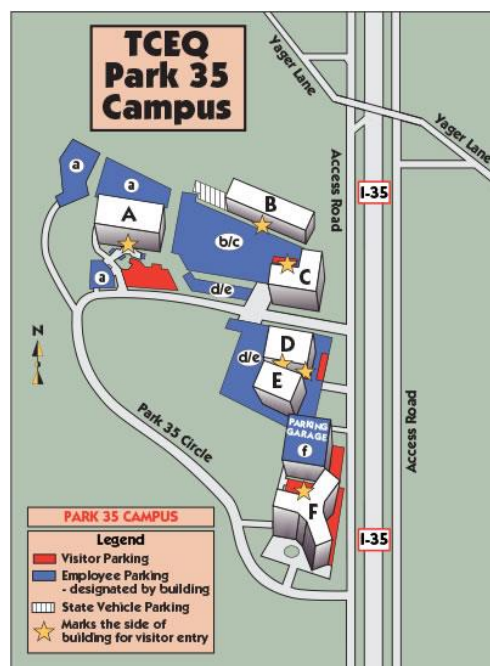 TCEQ
Park 35
Campus
Yager Lane
Yager Lane
Access Road
I-35
a
a
A
B
b/c
C
a
d/e
D
d/e
E
N
PARKING
GARAGE
f
Park 35 Circle
Access Road
F
I-35
PARK 35 CAMPUS
Legend
Visitor Parking
Employee Parking
- designated by building
State Vehicle Parking
Marks the side of
building for visitor entry